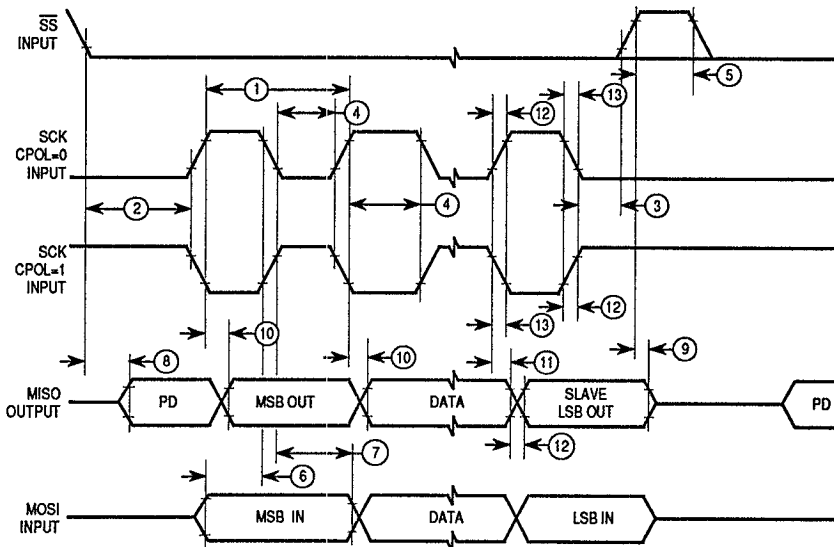 SS
INPUT
5
1
13
4
12
SCK
CPOL=0
INPUT
2
4
3
SCK
CPOL=1
INPUT
12
13
10
10
11
9
8
MISO
OUTPUT
PD
MSB OUT
DATA
SLAVE
LSB OUT
PD
7
12
6
MOSI
INPUT
MSB IN
DATA
LSB IN